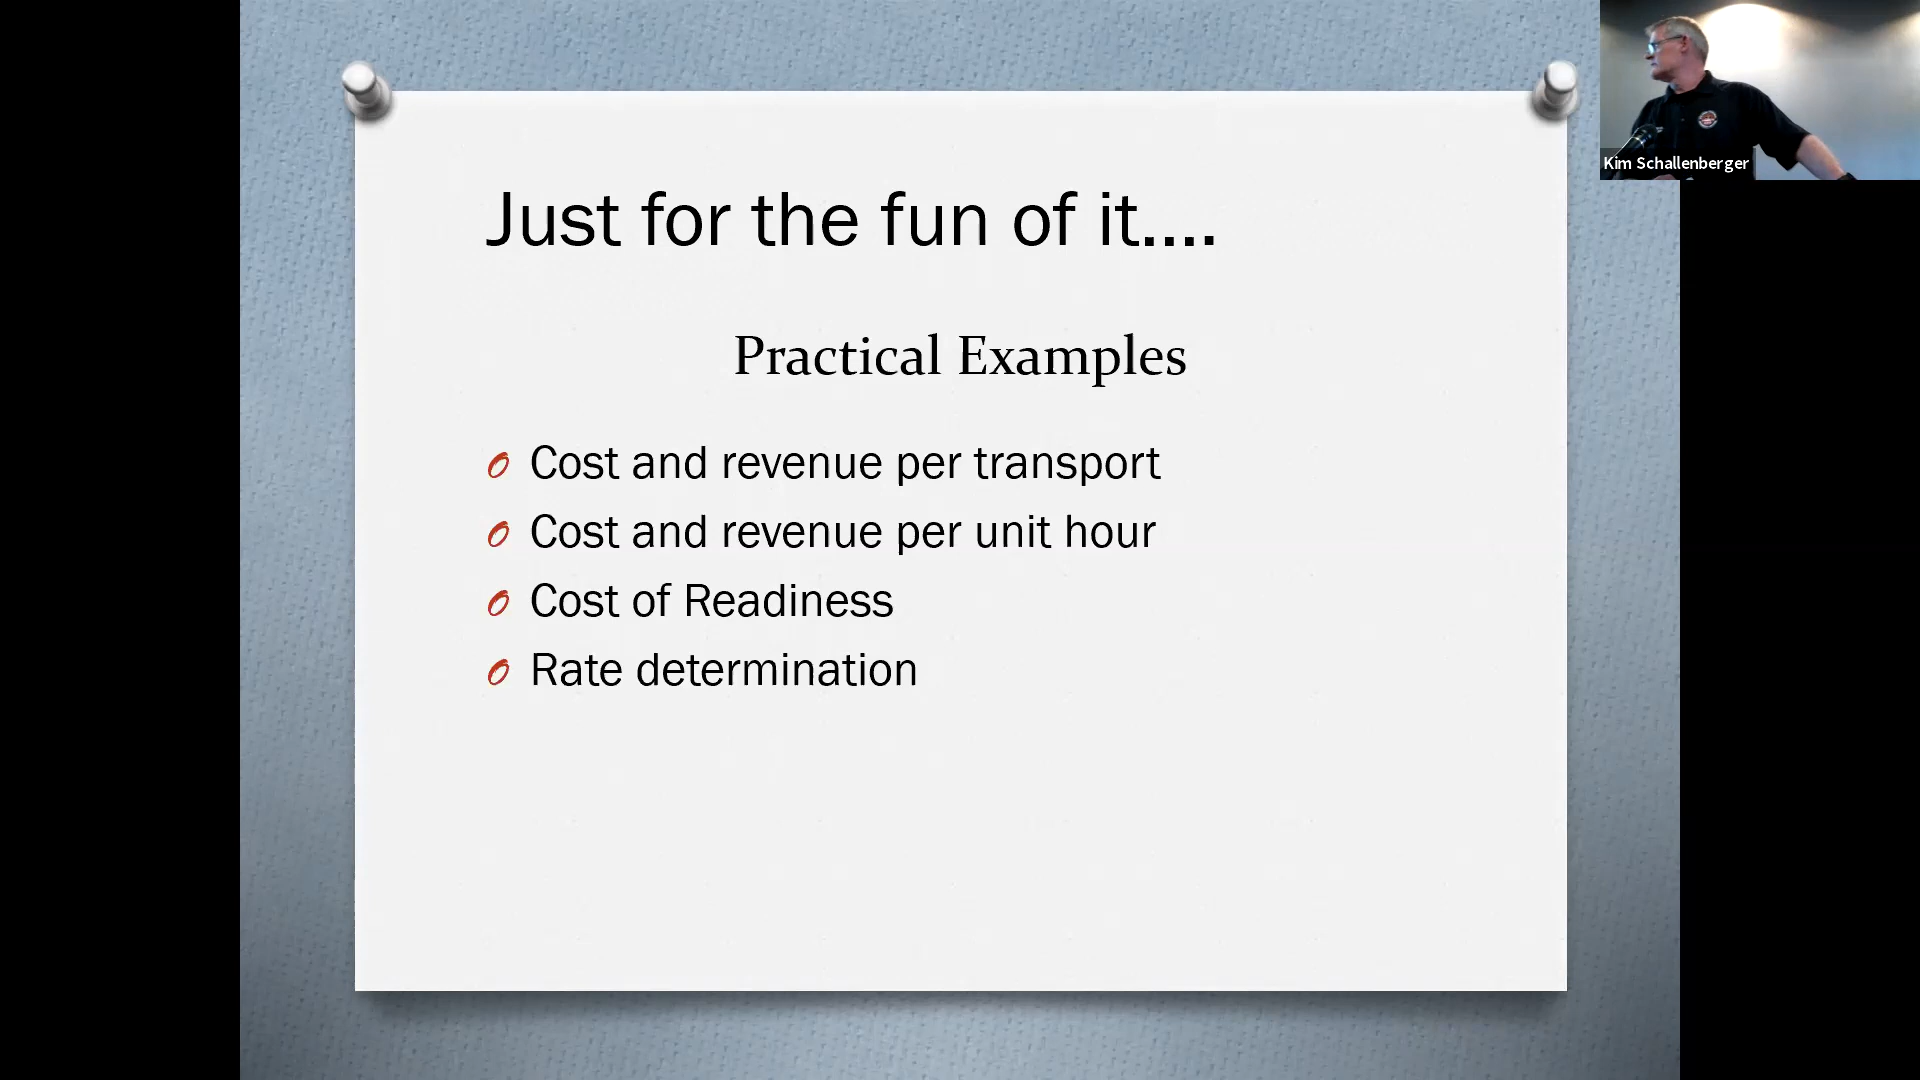 Just for the fun of it....
Practical Examples
Cost and revenue per transport
Cost and revenue per unit hour
Cost of Readiness
Rate determination
Kim Schallenberger